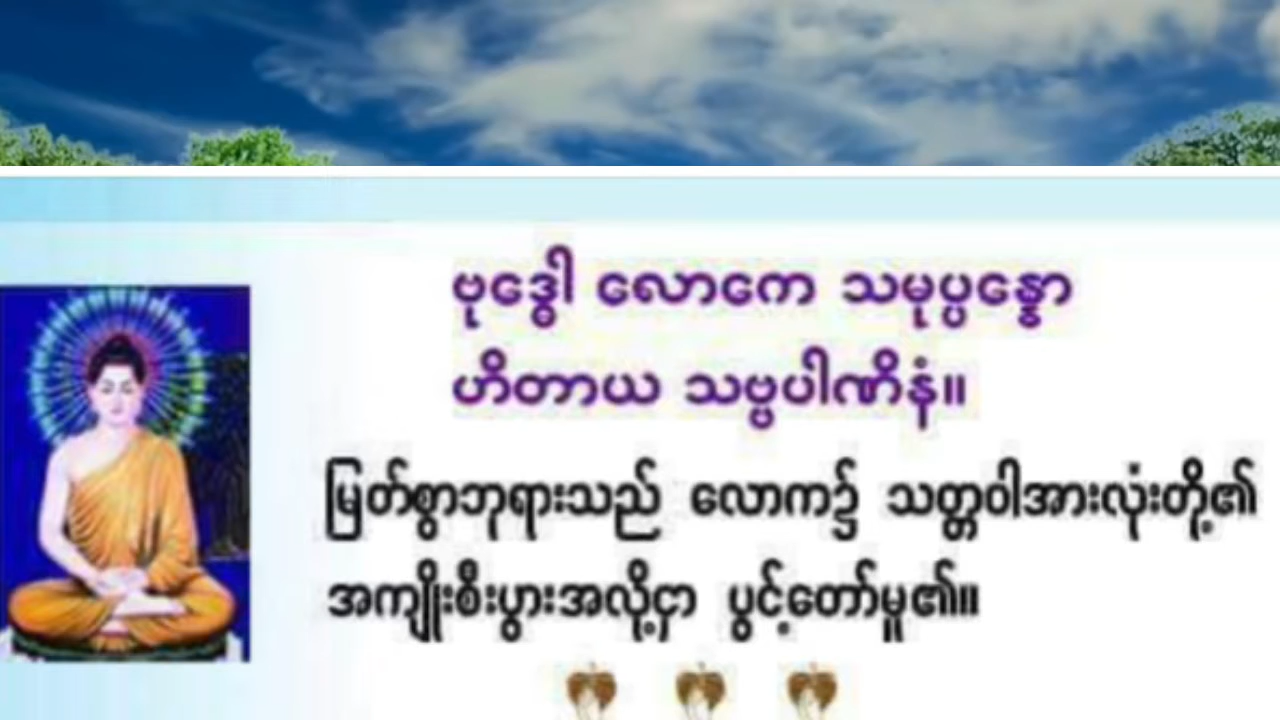 ဗုဒ္ဓေါ လောကေ သမုပ္ပန္နော
ဟိတာယ သဗ္ဗပါဏိနံ။
မြတ်စွာဘုရားသည် လောက၌ သတ္တဝါအားလုံးတို့၏
အကျိုးစီးပွားအလို့ငှာ ပွင့်တော်မူ၏။